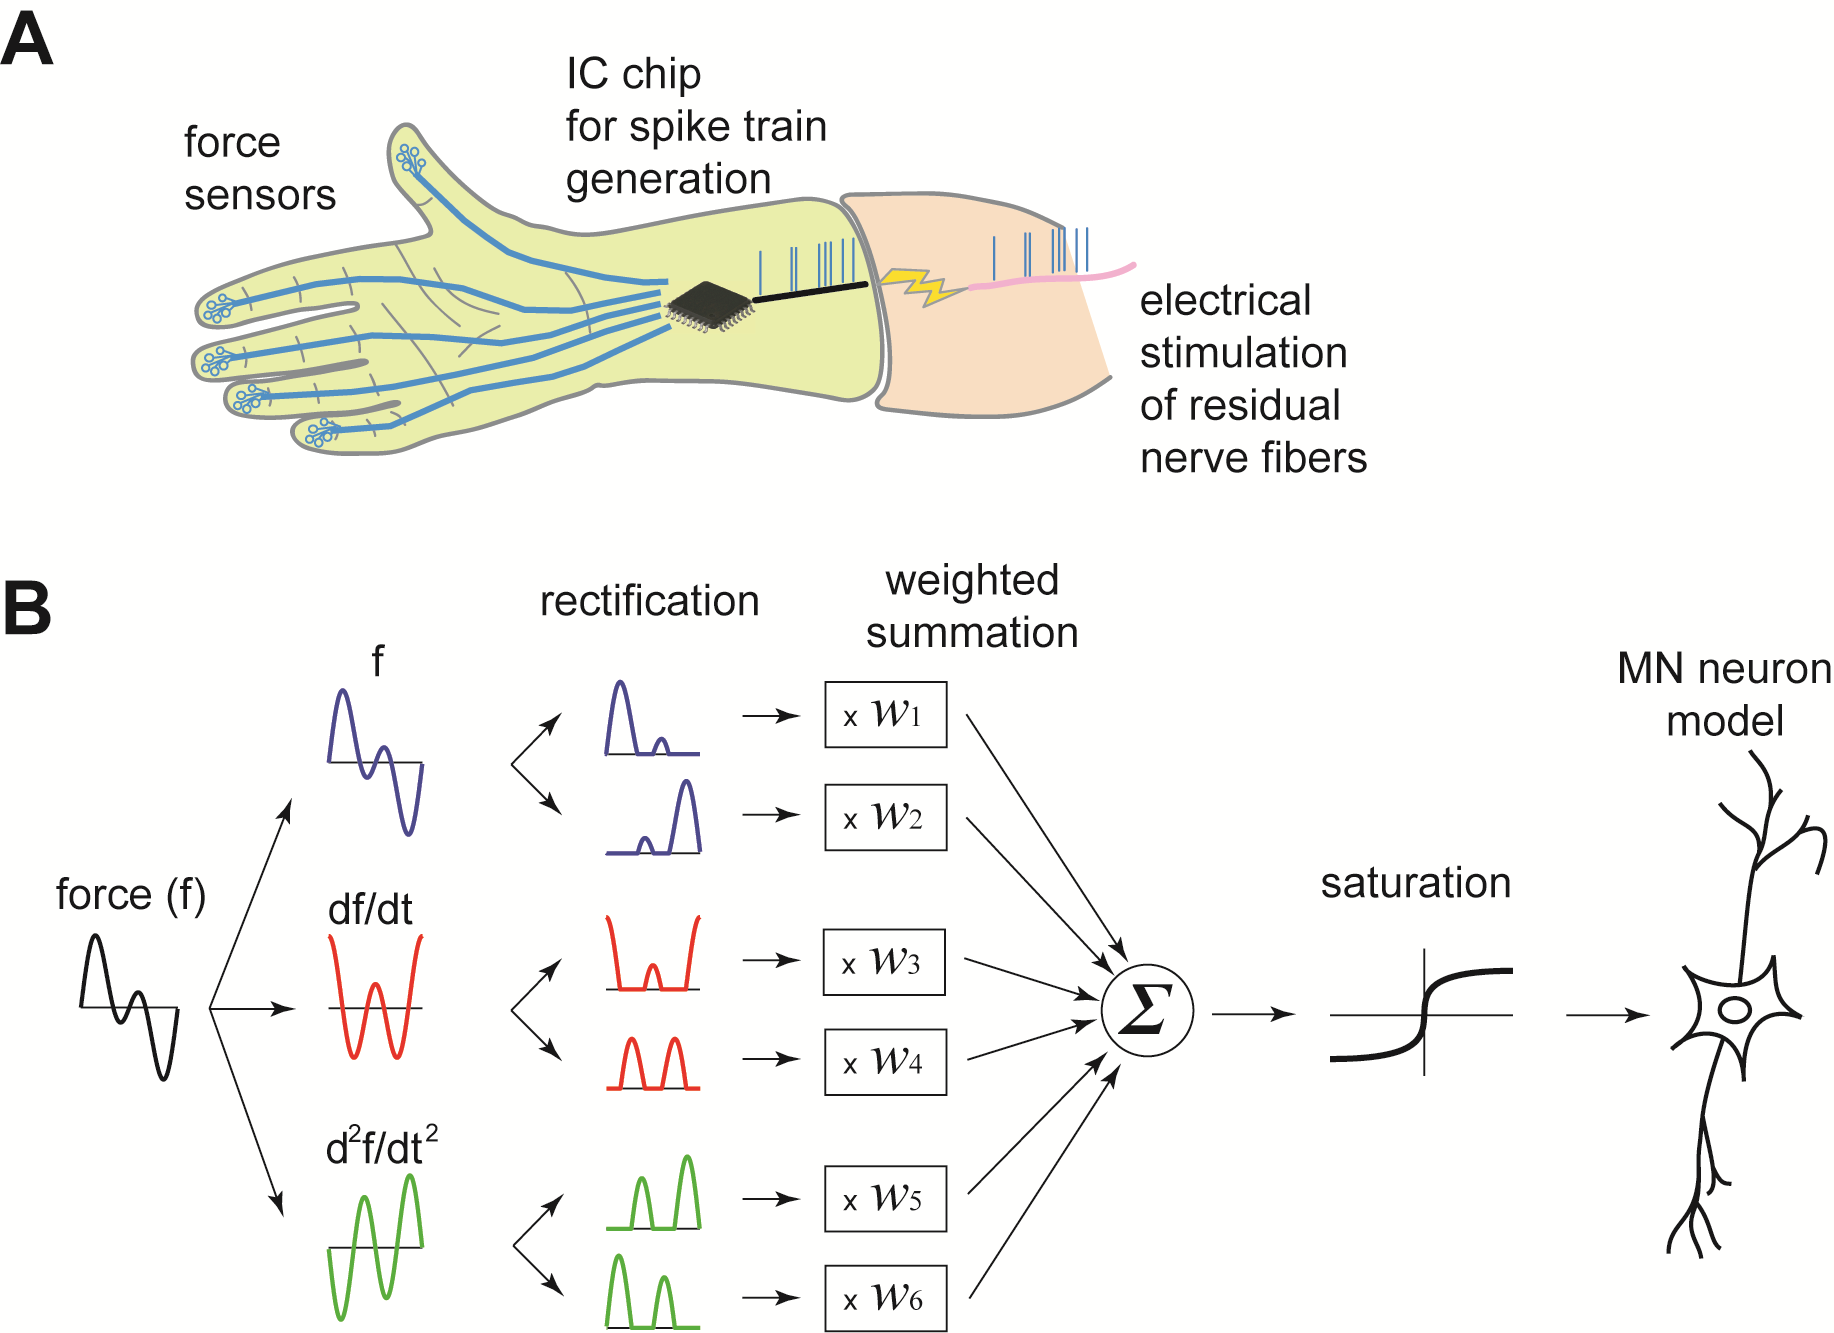 A
force
sensors
IC chip
for spike train
generation
electrical
stimulation
of residual
nerve fibers
B
force (f)
f
df/dt
d²f/dt²
rectification
weighted
summation
x w1
x w2
x w3
x w4
x w5
x w6
Σ
saturation
MN neuron
model